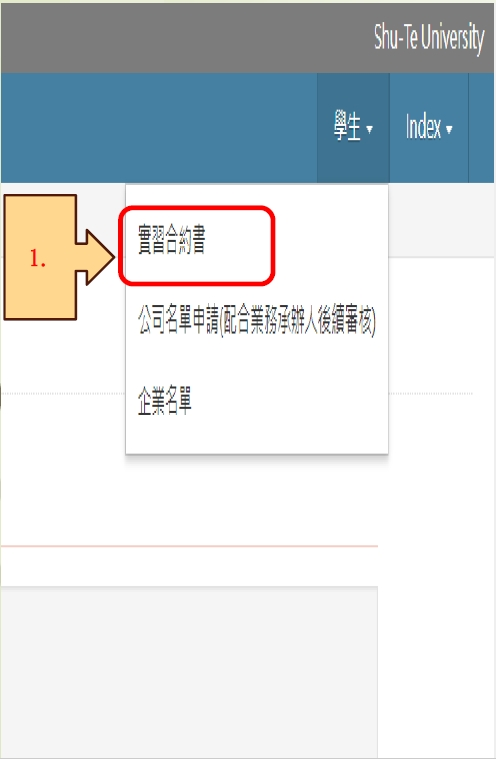 Shu-Te University
學生 Index
1.
實習合約書
公司名單申請(配合業務承辦人後續審核)
企業名單